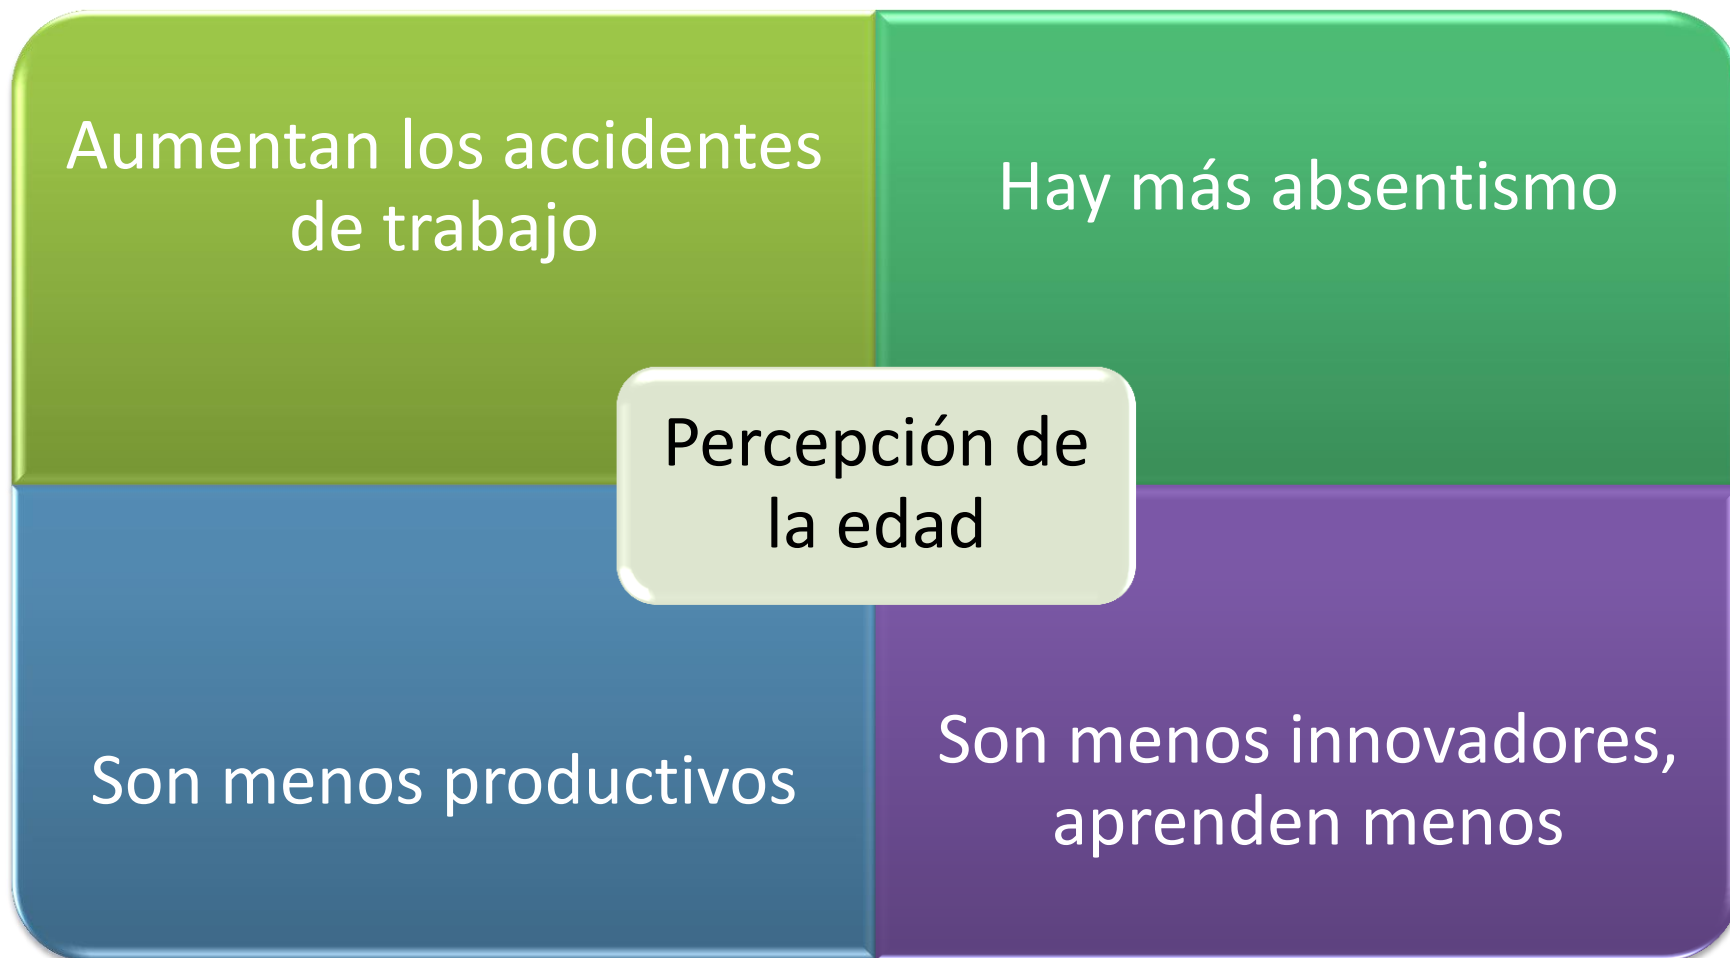 Aumentan los accidentes
de trabajo
Hay más absentismo
Percepción de
la edad
Son menos productivos
Son menos innovadores,
aprenden menos